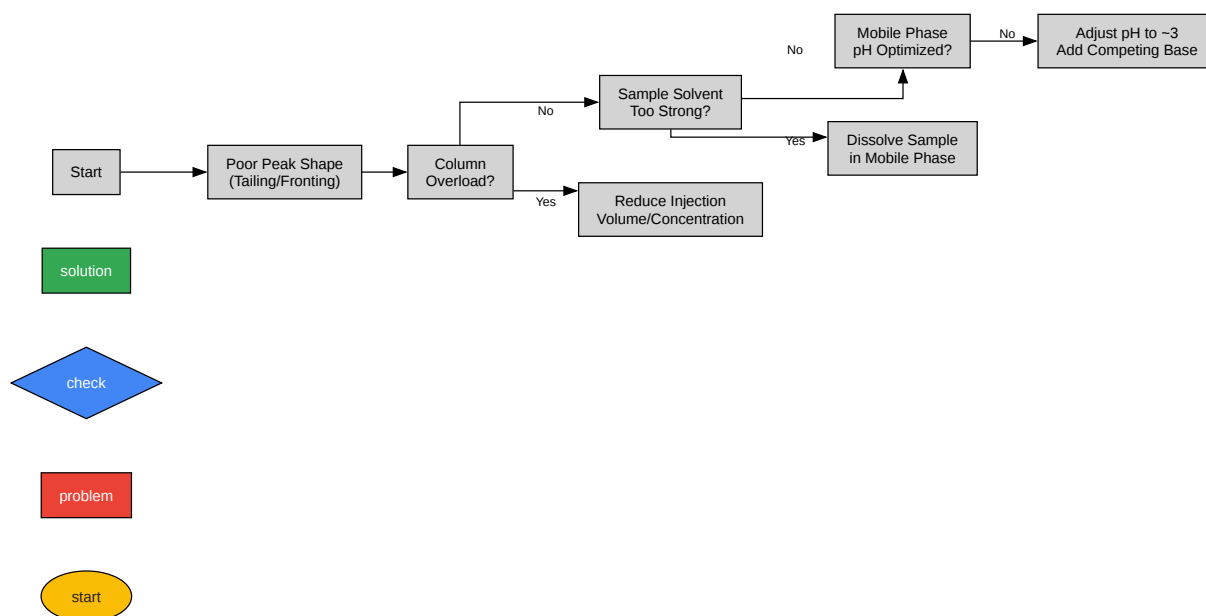 Start
Poor Peak Shape
(Tailing/Fronting)
Column
Overload?
No
Yes
Sample Solvent
Too Strong?
Reduce Injection
Volume/Concentration
No
Yes
Mobile Phase
pH Optimized?
Dissolve Sample
in Mobile Phase
No
Adjust pH to ~3
Add Competing Base
solution
check
problem
start